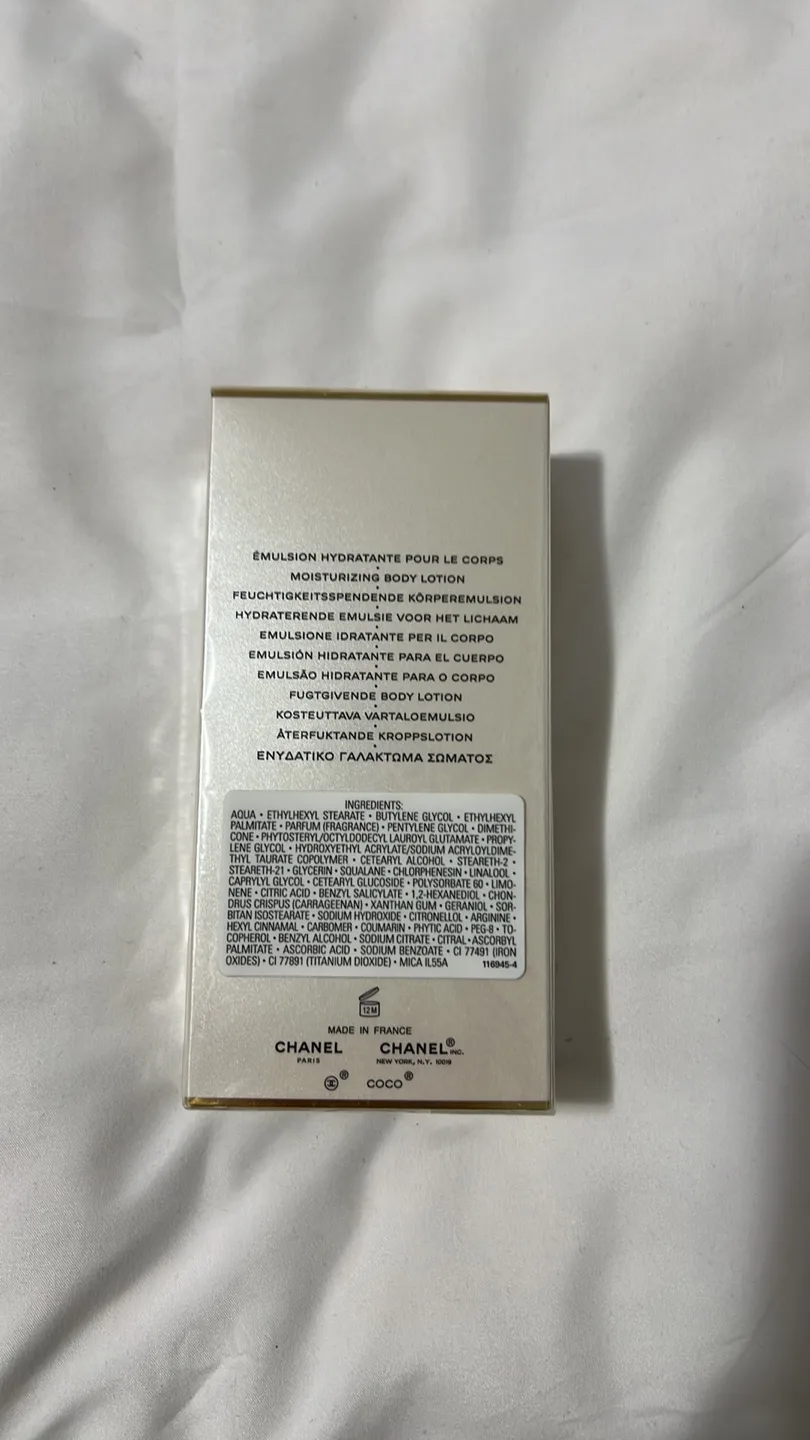 ÉMULSION HYDRATANTE POUR LE CORPS
MOISTURIZING BODY LOTION
FEUCHTIGKEITSSPENDENDE KÖRPEREMULSION
HYDRATERENDE EMULSIE VOOR HET LICHAAM
EMULSIONE IDRATANTE PER IL CORPO
EMULSIÓN HIDRATANTE PARA EL CUERPO
EMULSÃO HIDRATANTE PARA O CORPO
FUGTGIVENDE BODY LOTION
KOSTEUTTAVA VARTALOEMULSIO
ÅTERFUKTANDE KROPPSLOTION
ΕΝΥΔΑΤΙΚΟ ΓΑΛΑΚΤΩΜΑ ΣΩΜΑΤΟΣ
INGREDIENTS:
AQUA • ETHYLHEXYL STEARATE • BUTYLENE GLYCOL • ETHYLHEXYL
PALMITATE • PARFUM (FRAGRANCE) • PENTYLENE GLYCOL • DIMETHI-
CONE • PHYTOSTERYL/OCTYLDODECYL LAUROYL GLUTAMATE • PROPY-
LENE GLYCOL • HYDROXYETHYL ACRYLATE/SODIUM ACRYLOYLDIME-
THYL TAURATE COPOLYMER • CETEARYL ALCOHOL • STEARETH-2 •
STEARETH-21 • GLYCERIN • SQUALANE • CHLORPHENESIN • LINALOOL •
CAPRYLYL GLYCOL • CETEARYL GLUCOSIDE • POLYSORBATE 60 • LIMO-
NENE • CITRIC ACID • BENZYL SALICYLATE • 1,2-HEXANEDIOL • CHON-
DRUS CRISPUS (CARRAGEENAN) • XANTHAN GUM • GERANIOL • SOR-
BITAN ISOSTEARATE • SODIUM HYDROXIDE • CITRONELLOL • ARGININE •
HEXYL CINNAMAL • CARBOMER • COUMARIN • PHYTIC ACID • PEG-8 • TO-
COPHEROL • BENZYL ALCOHOL • SODIUM CITRATE • CITRAL • ASCORBYL
PALMITATE • ASCORBIC ACID • SODIUM BENZOATE • CI 77491 (IRON
OXIDES) • CI 77891 (TITANIUM DIOXIDE) • MICA IL55A 116945-4
12M
MADE IN FRANCE
CHANEL CHANEL® INC.
PARIS NEW YORK, N.Y. 10019
® COCO®